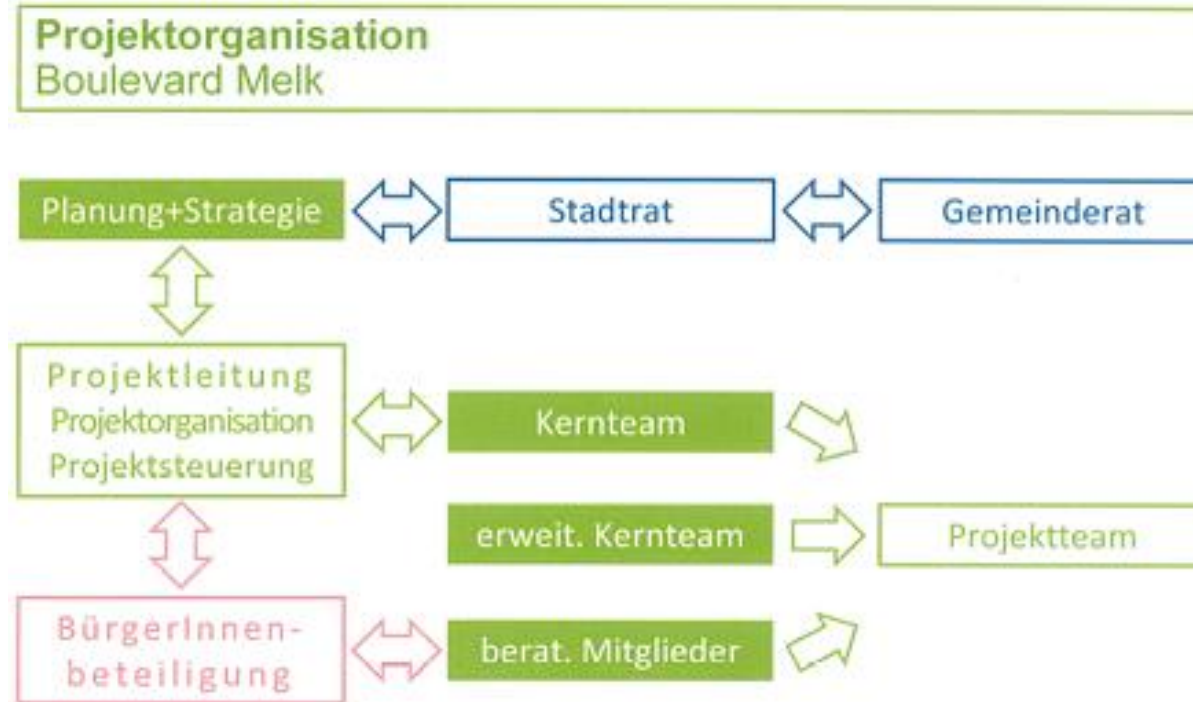 Projektorganisation
Boulevard Melk
Planung+Strategie
Stadtrat
Gemeinderat
Projektleitung
Projektorganisation
Projektsteuerung
Kernteam
erweit. Kernteam
Projektteam
BürgerInnen-
beteiligung
berat. Mitglieder